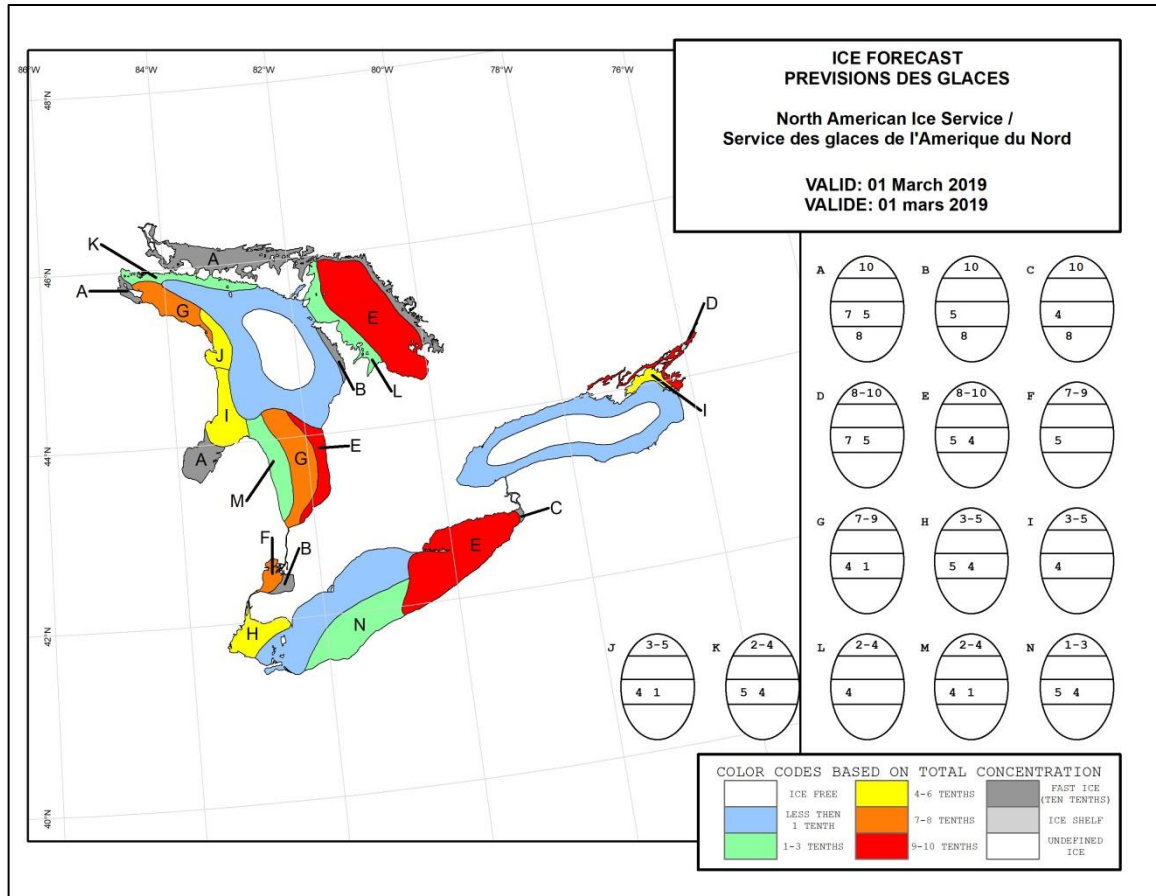 ICE FORECAST
PREVISIONS DES GLACES
North American Ice Service /
Service des glaces de l'Amerique du Nord
VALID: 01 March 2019
VALIDE: 01 mars 2019
86°W
84°W
82°W
80°W
78°W
76°W
48°N
46°N
44°N
42°N
40°N
K
A
A
G
J
E
B
L
I
A
M
G
E
D
I
F
B
C
E
H
N
A
10
7 5
8
B
10
5
8
C
10
4
8
D
8-10
7 5
E
8-10
5 4
F
7-9
5
G
7-9
4 1
H
3-5
5 4
I
3-5
4
J
3-5
4 1
K
2-4
5 4
L
2-4
4
M
2-4
4 1
N
1-3
5 4
COLOR CODES BASED ON TOTAL CONCENTRATION
ICE FREE
LESS THEN
1 TENTH
1-3 TENTHS
4-6 TENTHS
7-8 TENTHS
9-10 TENTHS
FAST ICE
(TEN TENTHS)
ICE SHELF
UNDEFINED
ICE